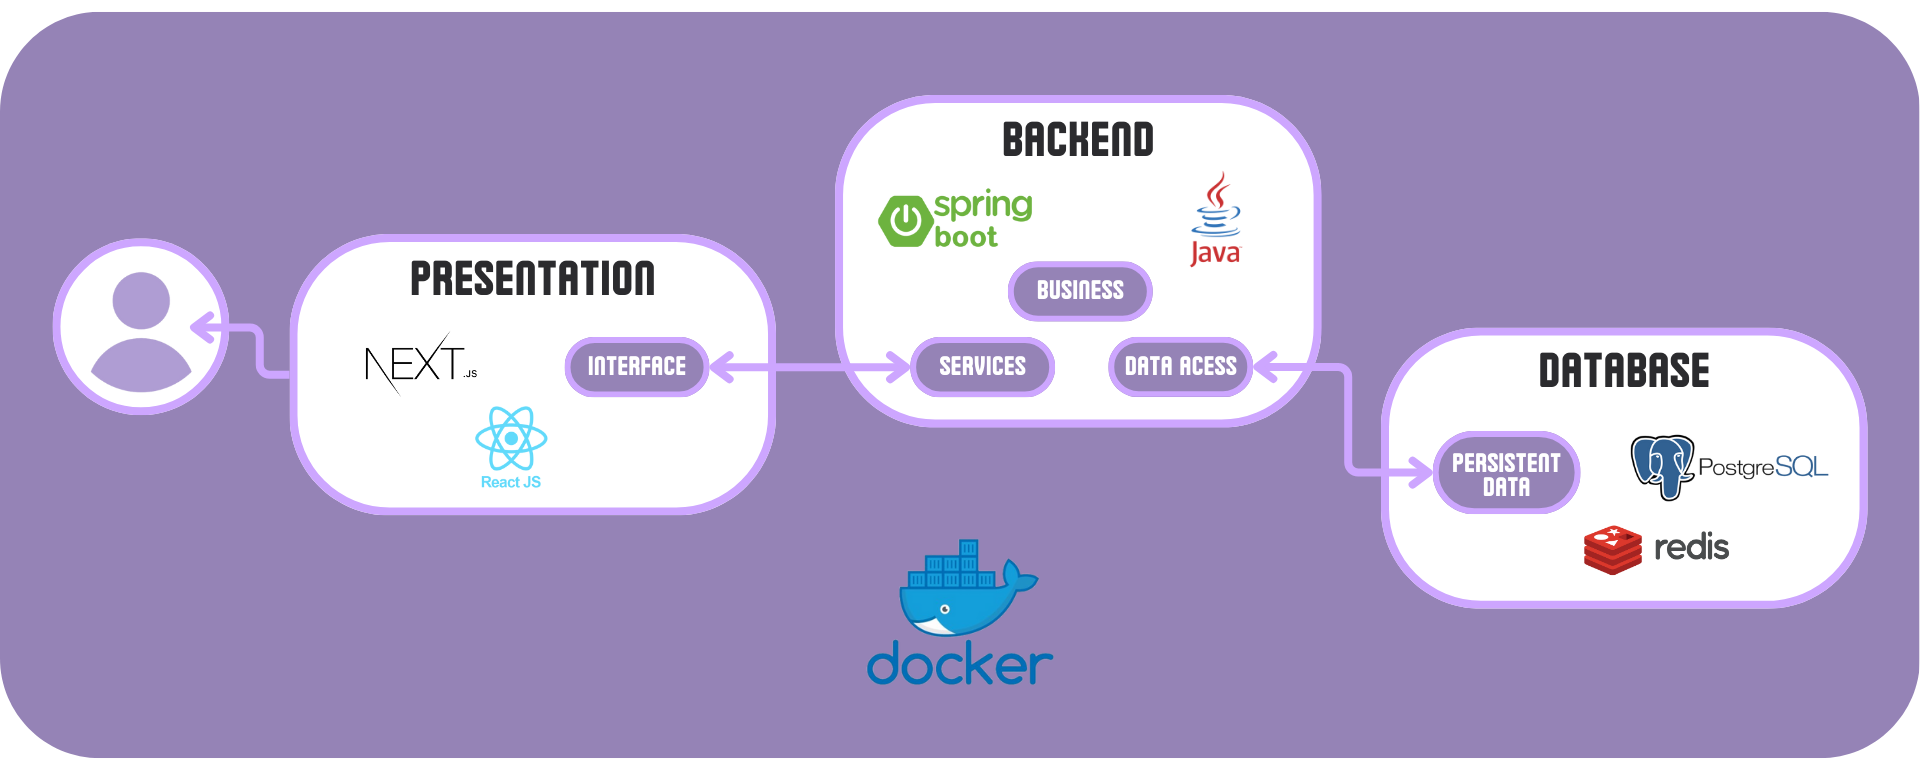 PRESENTATION
NEXT.JS
INTERFACE
React JS
BACKEND
spring
boot
Java
BUSINESS
SERVICES
DATA ACESS
DATABASE
PERSISTENT
DATA
PostgreSQL
redis
docker